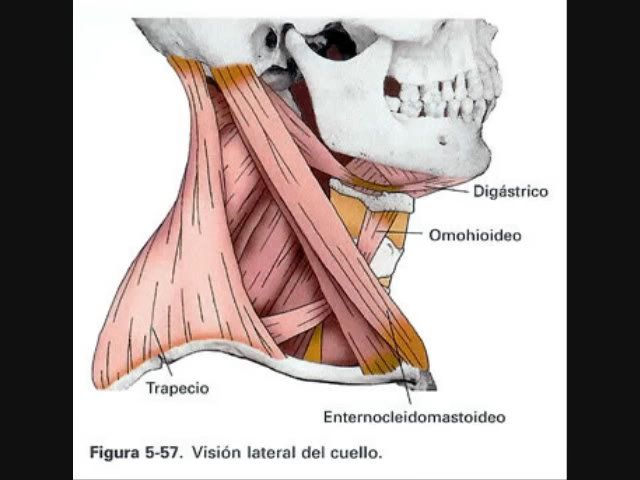 Digástrico
Omohioideo
Trapecio
Enternocleidomastoideo
Figura 5-57. Visión lateral del cuello.